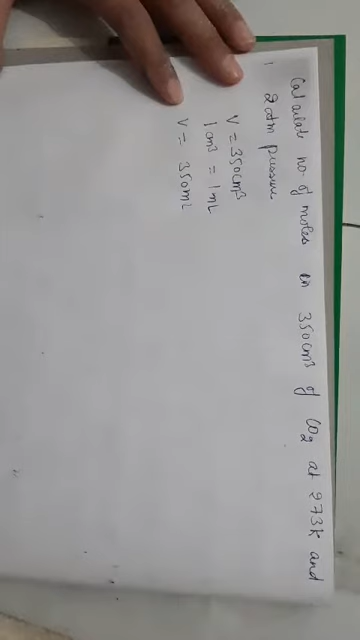 Calculate no. of moles in 350cm³ of CO₂ at 273k and
2atm pressure
V = 350cm³
1cm³ = 1mL
V = 350mL